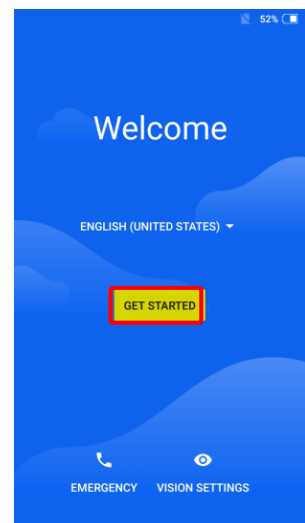 52%
Welcome
ENGLISH (UNITED STATES)
GET STARTED
EMERGENCY VISION SETTINGS